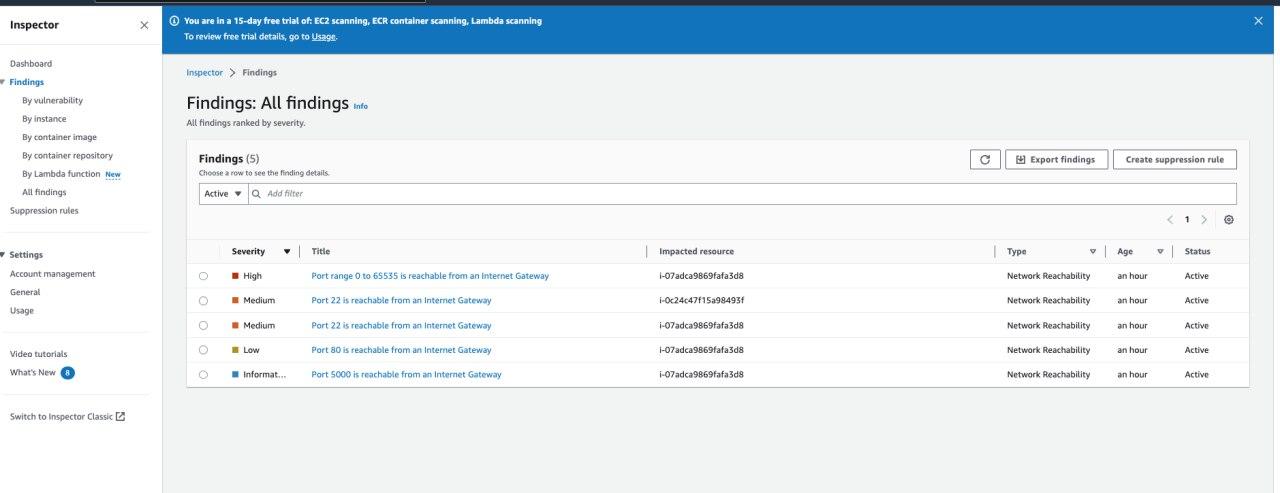 Inspector
You are in a 15-day free trial of: EC2 scanning, ECR container scanning, Lambda scanning
To review free trial details, go to Usage.
Dashboard
Findings
By vulnerability
By instance
By container image
By container repository
By Lambda function New
All findings
Suppression rules
Settings
Account management
General
Usage
Video tutorials
What's New 8
Switch to Inspector Classic
Inspector > Findings
Findings: All findings Info
All findings ranked by severity.
Findings (5)
Choose a row to see the finding details.
Export findings
Create suppression rule
Active Add filter
1
Severity Title Impacted resource Type Age Status
High Port range 0 to 65535 is reachable from an Internet Gateway i-07adca9869fafa3d8 Network Reachability an hour Active
Medium Port 22 is reachable from an Internet Gateway i-0c24c47f15a98493f Network Reachability an hour Active
Medium Port 22 is reachable from an Internet Gateway i-07adca9869fafa3d8 Network Reachability an hour Active
Low Port 80 is reachable from an Internet Gateway i-07adca9869fafa3d8 Network Reachability an hour Active
Informat... Port 5000 is reachable from an Internet Gateway i-07adca9869fafa3d8 Network Reachability an hour Active